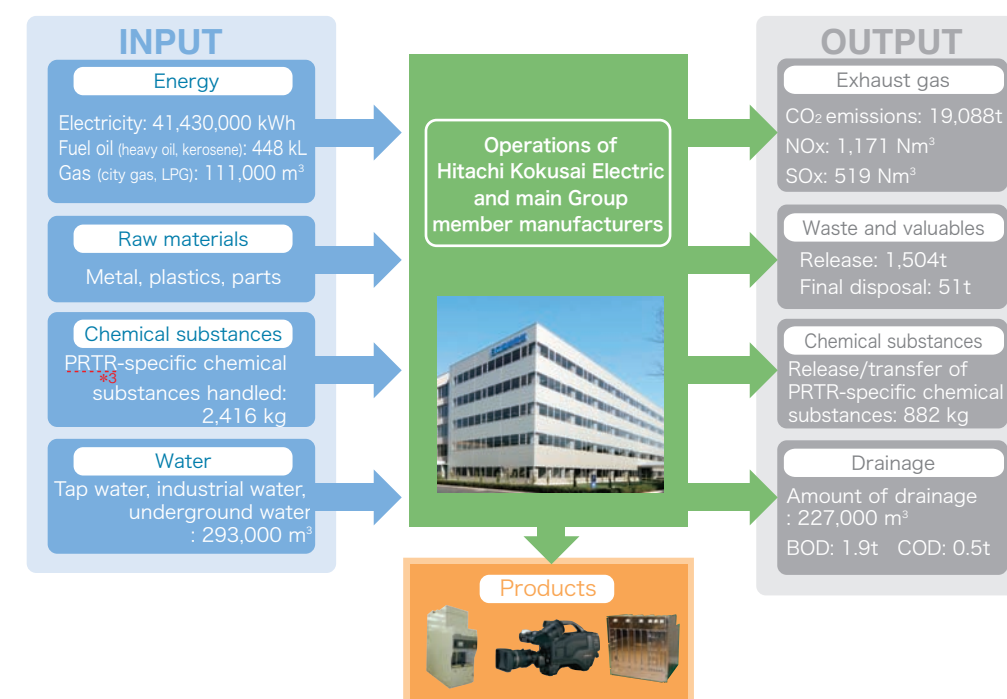 INPUT
Energy
Electricity: 41,430,000 kWh
Fuel oil (heavy oil, kerosene): 448 kL
Gas (city gas, LPG): 111,000 m³
Raw materials
Metal, plastics, parts
Chemical substances
PRTR-specific chemical
*3
substances handled:
2,416 kg
Water
Tap water, industrial water,
underground water
: 293,000 m³
Operations of
Hitachi Kokusai Electric
and main Group
member manufacturers
Products
OUTPUT
Exhaust gas
CO₂ emissions: 19,088t
NOx: 1,171 Nm³
SOx: 519 Nm³
Waste and valuables
Release: 1,504t
Final disposal: 51t
Chemical substances
Release/transfer of
PRTR-specific chemical
substances: 882 kg
Drainage
Amount of drainage
: 227,000 m³
BOD: 1.9t COD: 0.5t